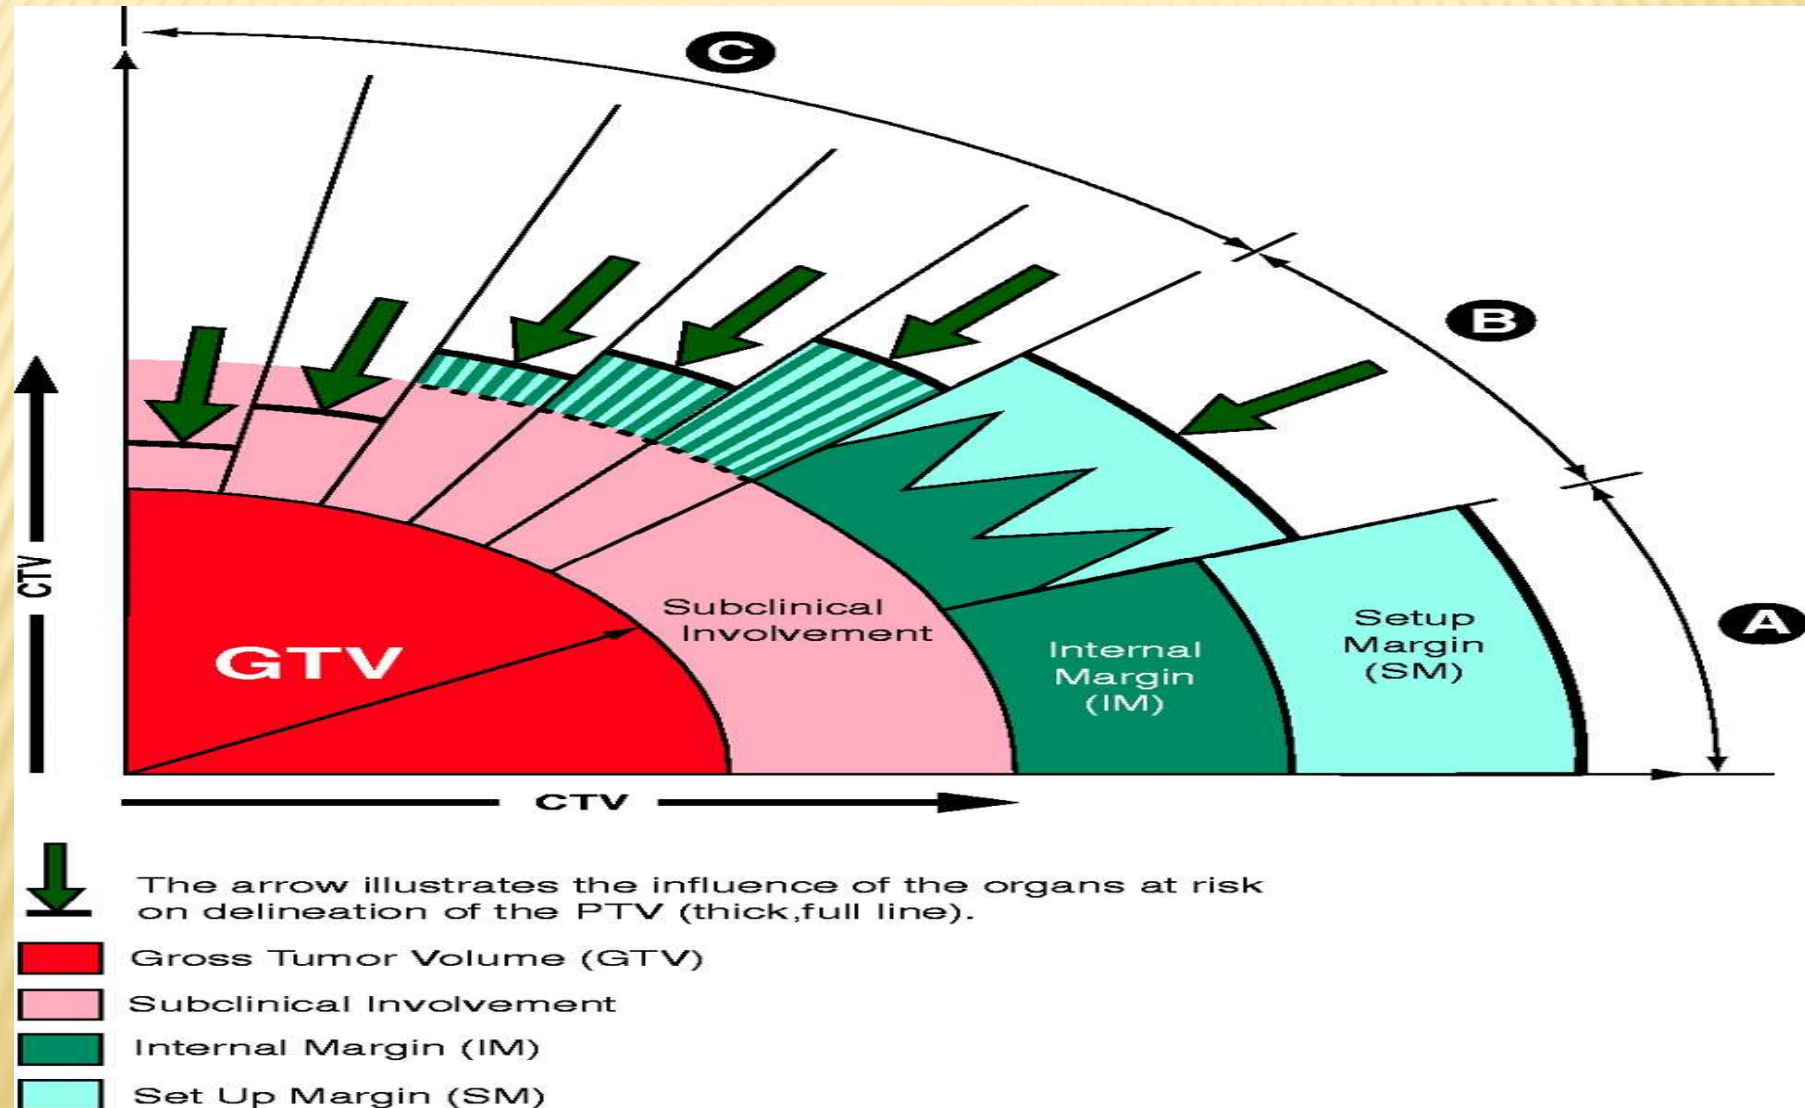 C
B
A
CTV
GTV
Subclinical
Involvement
Internal
Margin
(IM)
Setup
Margin
(SM)
CTV
The arrow illustrates the influence of the organs at risk
on delineation of the PTV (thick,full line).
Gross Tumor Volume (GTV)
Subclinical Involvement
Internal Margin (IM)
Set Up Margin (SM)